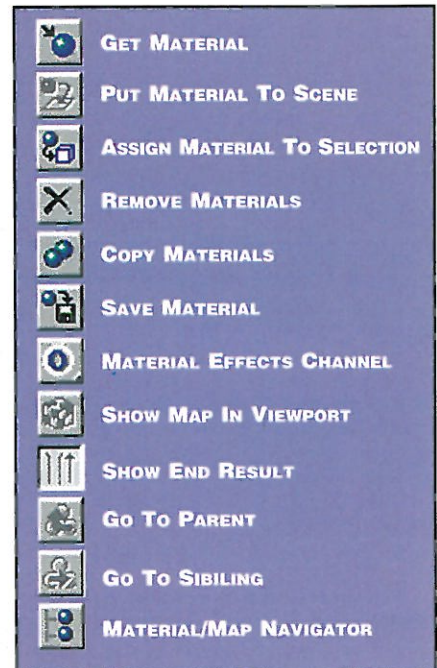 GET MATERIAL
PUT MATERIAL TO SCENE
ASSIGN MATERIAL TO SELECTION
REMOVE MATERIALS
COPY MATERIALS
SAVE MATERIAL
MATERIAL EFFECTS CHANNEL
SHOW MAP IN VIEWPORT
SHOW END RESULT
GO TO PARENT
GO TO SIBILING
MATERIAL/MAP NAVIGATOR